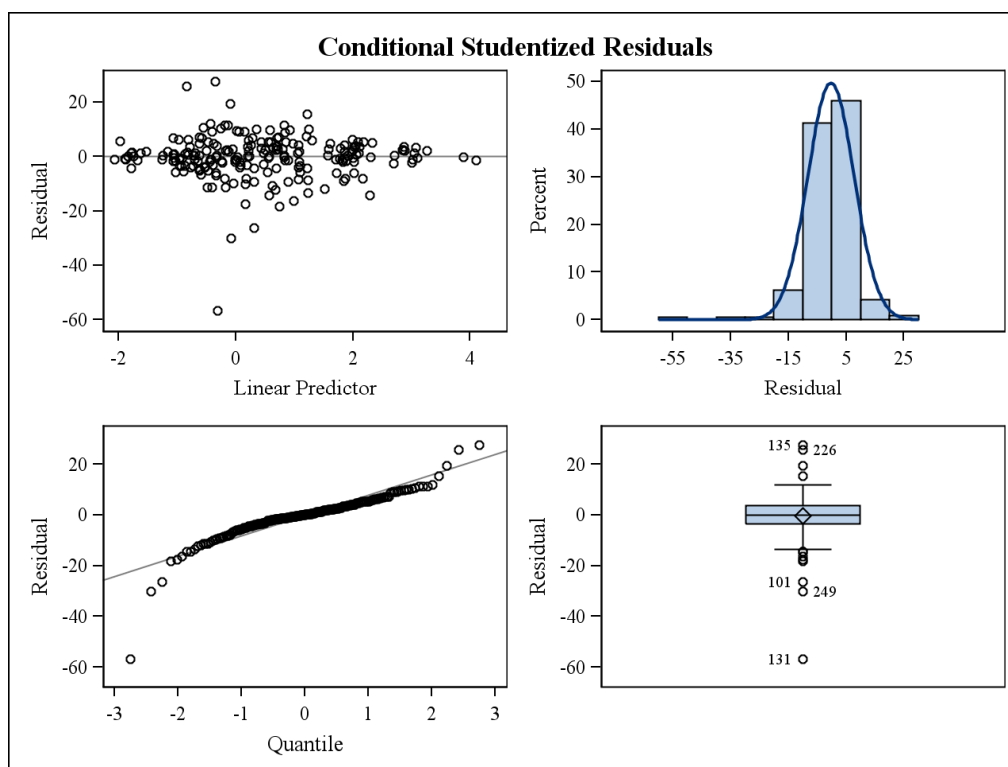 Conditional Studentized Residuals
20
0
-20
-40
-60
Residual
-2 0 2 4
Linear Predictor
50
40
30
20
10
0
Percent
-55 -35 -15 5 25
Residual
20
0
-20
-40
-60
Residual
-3 -2 -1 0 1 2 3
Quantile
20
0
-20
-40
-60
Residual
135
226
101
249
131